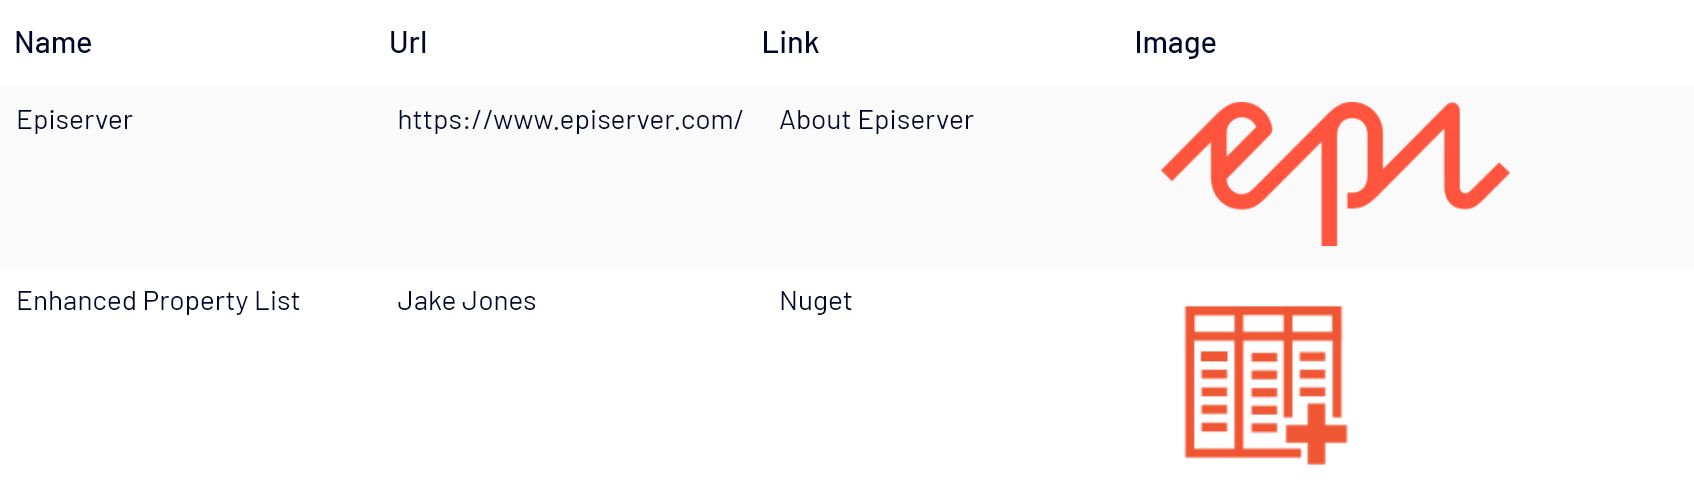 Name Url Link Image
Episerver https://www.episerver.com/ About Episerver epi
Enhanced Property List Jake Jones Nuget